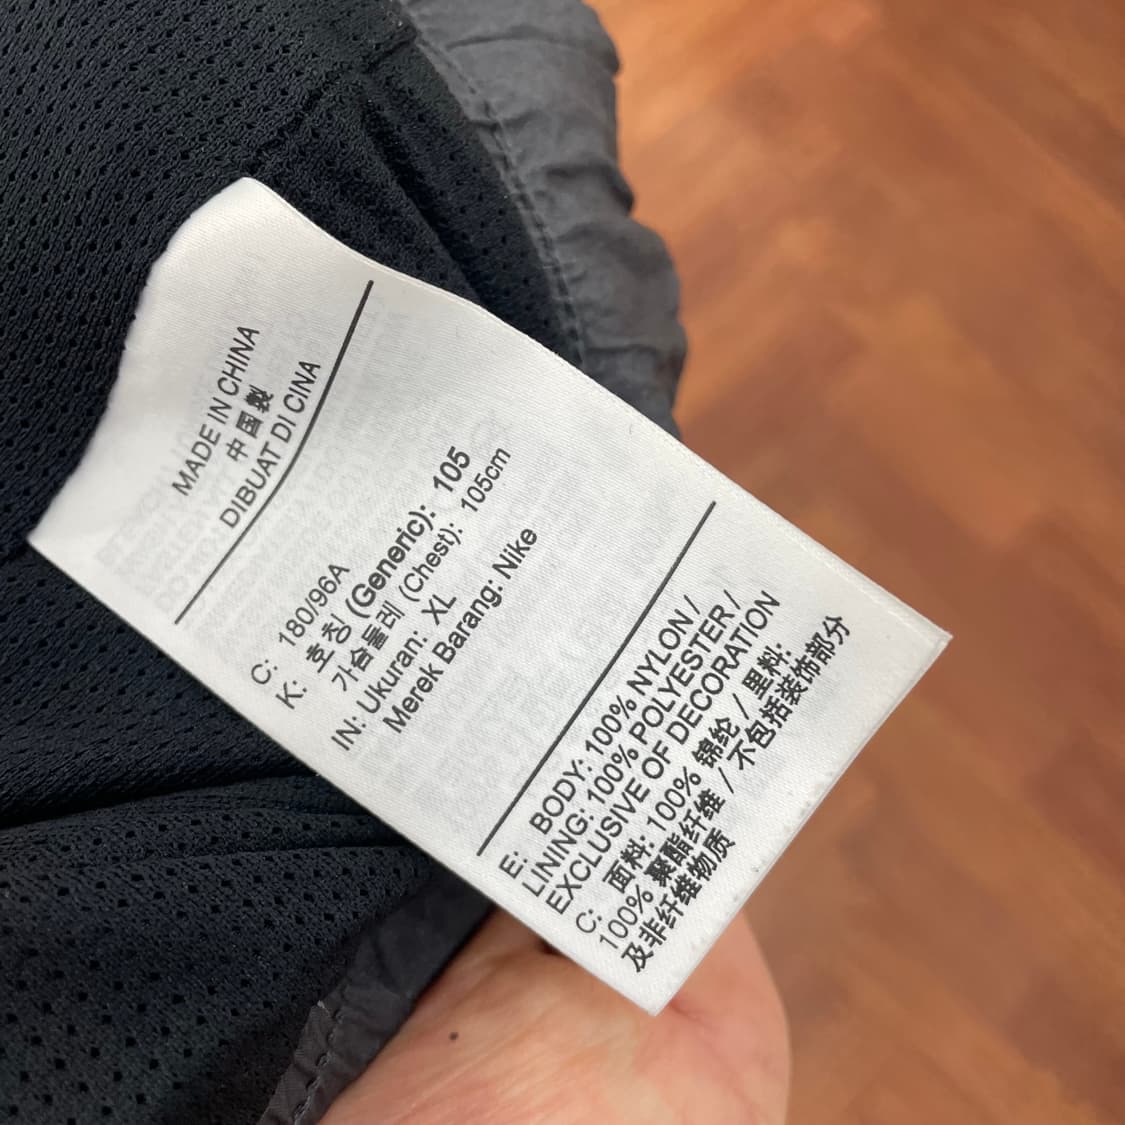 MADE IN CHINA
中国製
DIBUAT DI CINA
C: 180/96A
K: 호칭 (Generic): 105
가슴둘레 (Chest): 105cm
IN: Ukuran: XL
Merek Barang: Nike
E: BODY: 100% NYLON /
LINING: 100% POLYESTER /
EXCLUSIVE OF DECORATION
C: 面料: 100% 锦纶 / 里料:
100% 聚酯纤维 / 不包括装饰部分
及非纤维物质